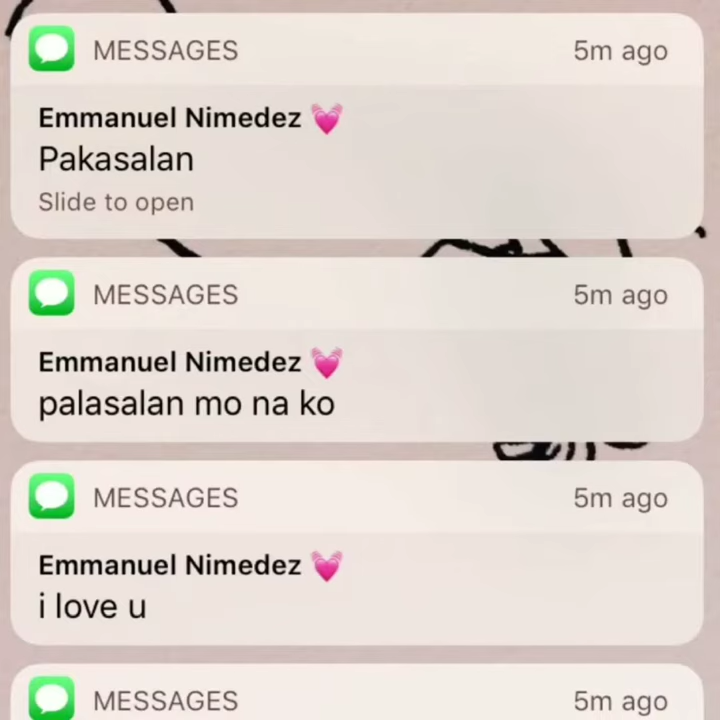 MESSAGES 5m ago
Emmanuel Nimedez 💓
Pakasalan
Slide to open
MESSAGES 5m ago
Emmanuel Nimedez 💓
palasalan mo na ko
MESSAGES 5m ago
Emmanuel Nimedez 💓
i love u
MESSAGES 5m ago